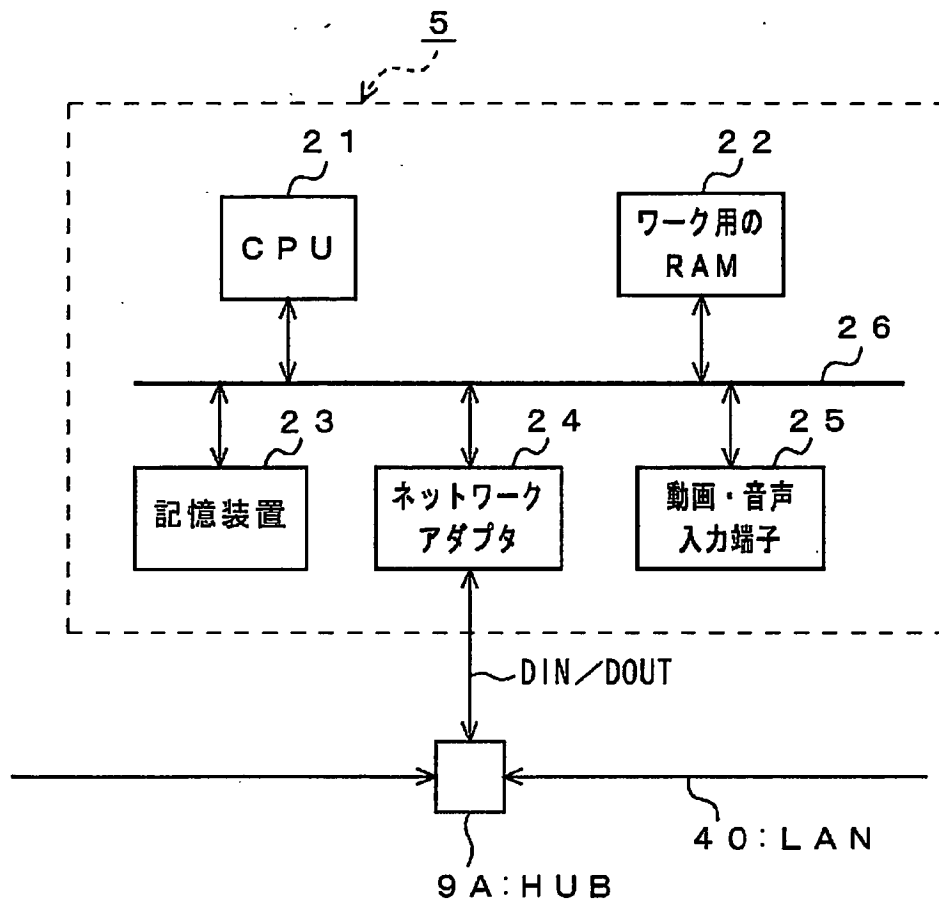 5
21
22
CPU
ワーク用の
RAM
26
23
24
25
記憶装置
ネットワーク
アダプタ
動画・音声
入力端子
DIN/DOUT
40:LAN
9A:HUB